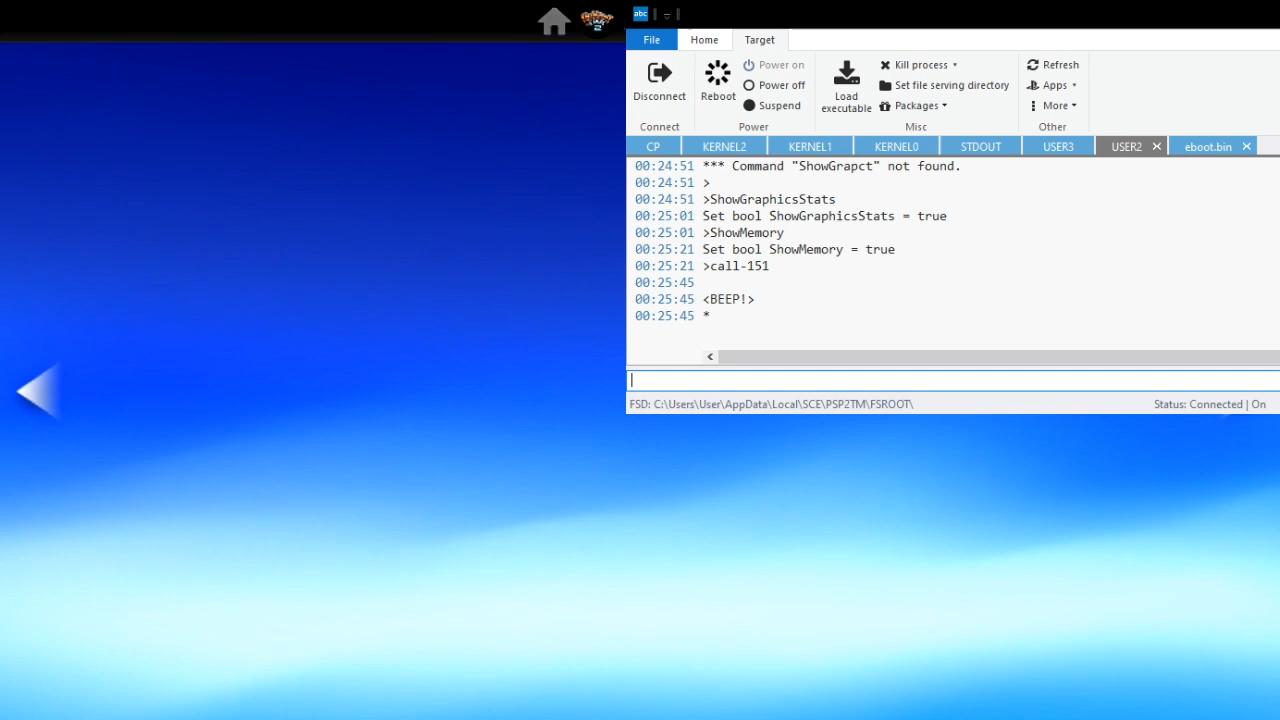 abc
File Home Target
Disconnect
Reboot
Power on
Power off
Suspend
Load
executable
Kill process
Set file serving directory
Packages
Refresh
Apps
More
Connect Power Misc Other
CP KERNEL2 KERNEL1 KERNEL0 STDOUT USER3 USER2 eboot.bin
00:24:51 *** Command "ShowGrapct" not found.
00:24:51 >
00:24:51 >ShowGraphicsStats
00:25:01 Set bool ShowGraphicsStats = true
00:25:01 >ShowMemory
00:25:21 Set bool ShowMemory = true
00:25:21 >call-151
00:25:45
00:25:45 <BEEP!>
00:25:45 *
FSD: C:\Users\User\AppData\Local\SCE\PSP2TM\FSROOT\ Status: Connected | On